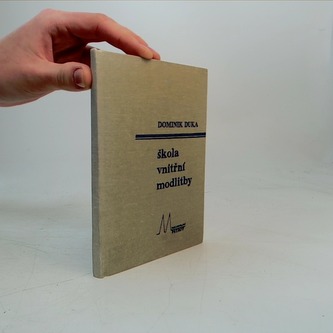 DOMINIK DUKA
škola
vnitřní
modlitby